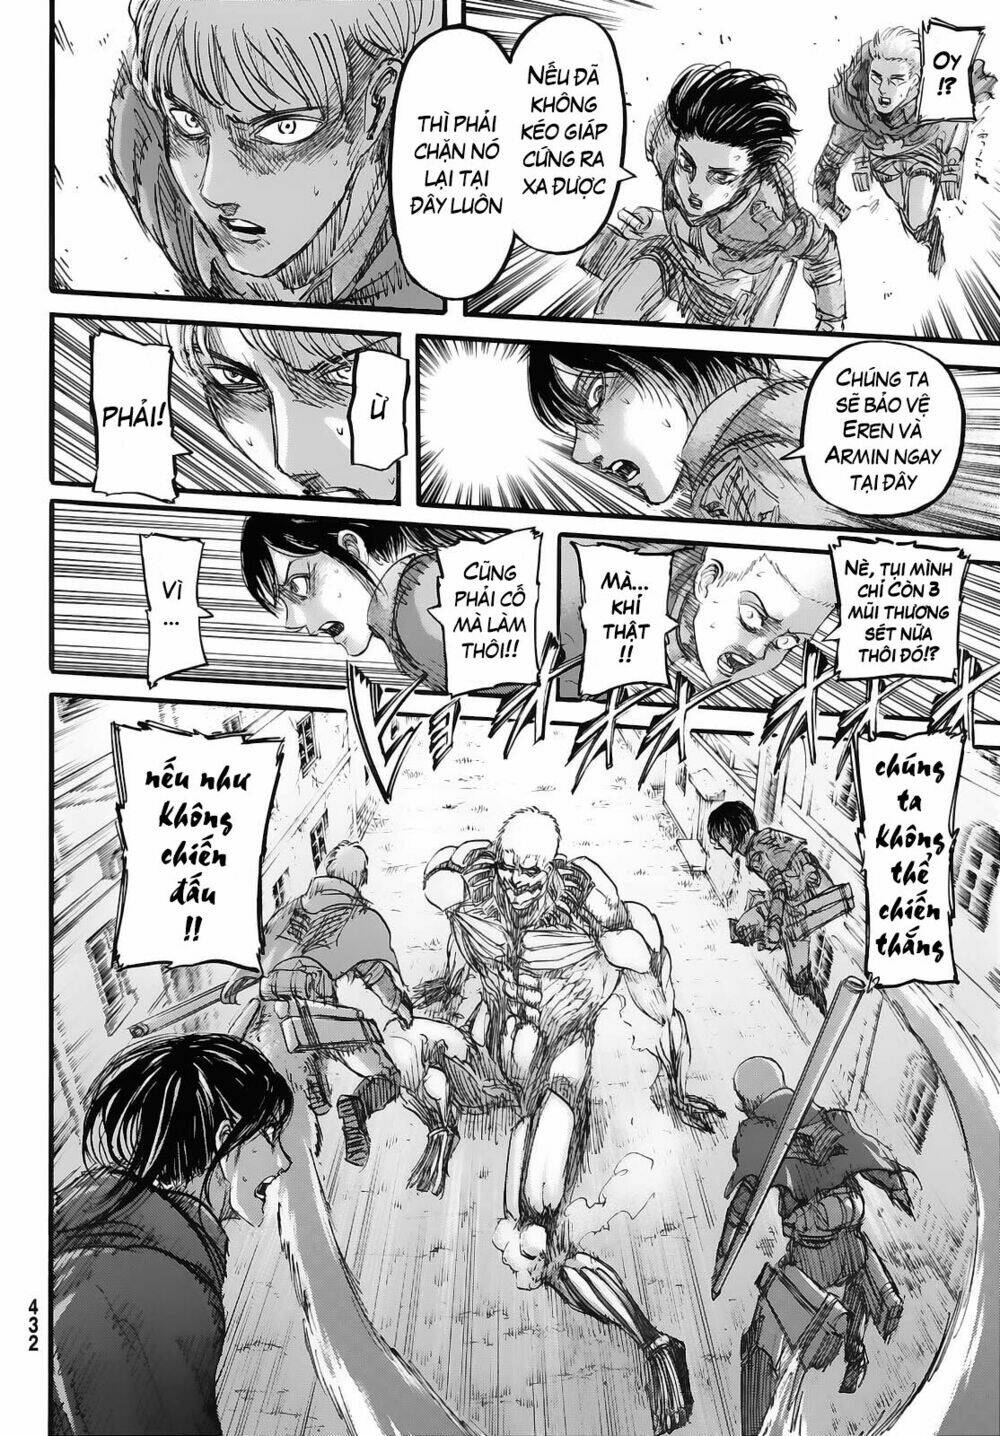 OY
!?
NẾU ĐÃ
KHÔNG
KÉO GIÁP
CỨNG RA
XA ĐƯỢC
THÌ PHẢI
CHẶN NÓ
LẠI TẠI
ĐÂY LUÔN
CHÚNG TA
SẼ BẢO VỆ
EREN VÀ
ARMIN NGAY
TẠI ĐÂY
Ừ
PHẢI!
NÈ, TỤI MÌNH
CHỈ CÒN 3
MŨI THƯƠNG
SÉT NỮA
THÔI ĐÓ!?
MÀ...
KHỈ
THẬT
!!
CŨNG
PHẢI CỐ
MÀ LÀM
THÔI!!
VÌ
...
chúng
ta
không
thể
chiến
thắng
nếu như
không
chiến
đấu
!!
432